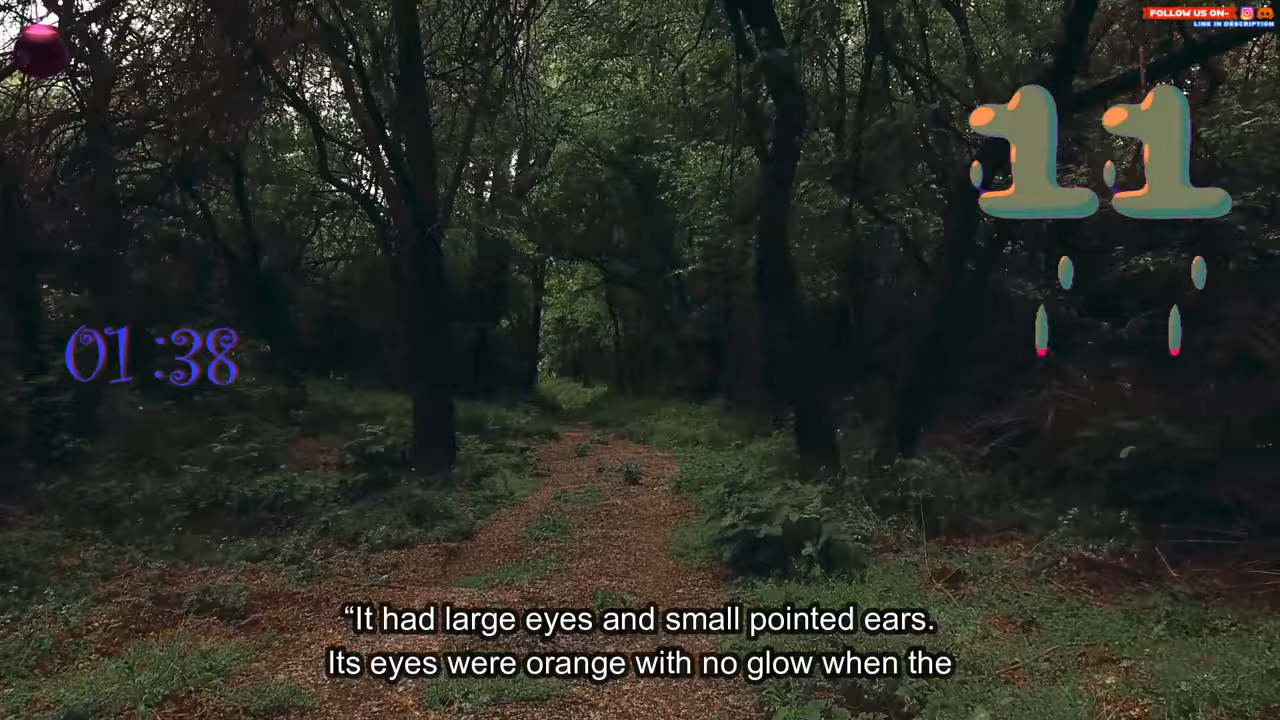 FOLLOW US ON-
LINK IN DESCRIPTION
11
01:38
“It had large eyes and small pointed ears.
Its eyes were orange with no glow when the